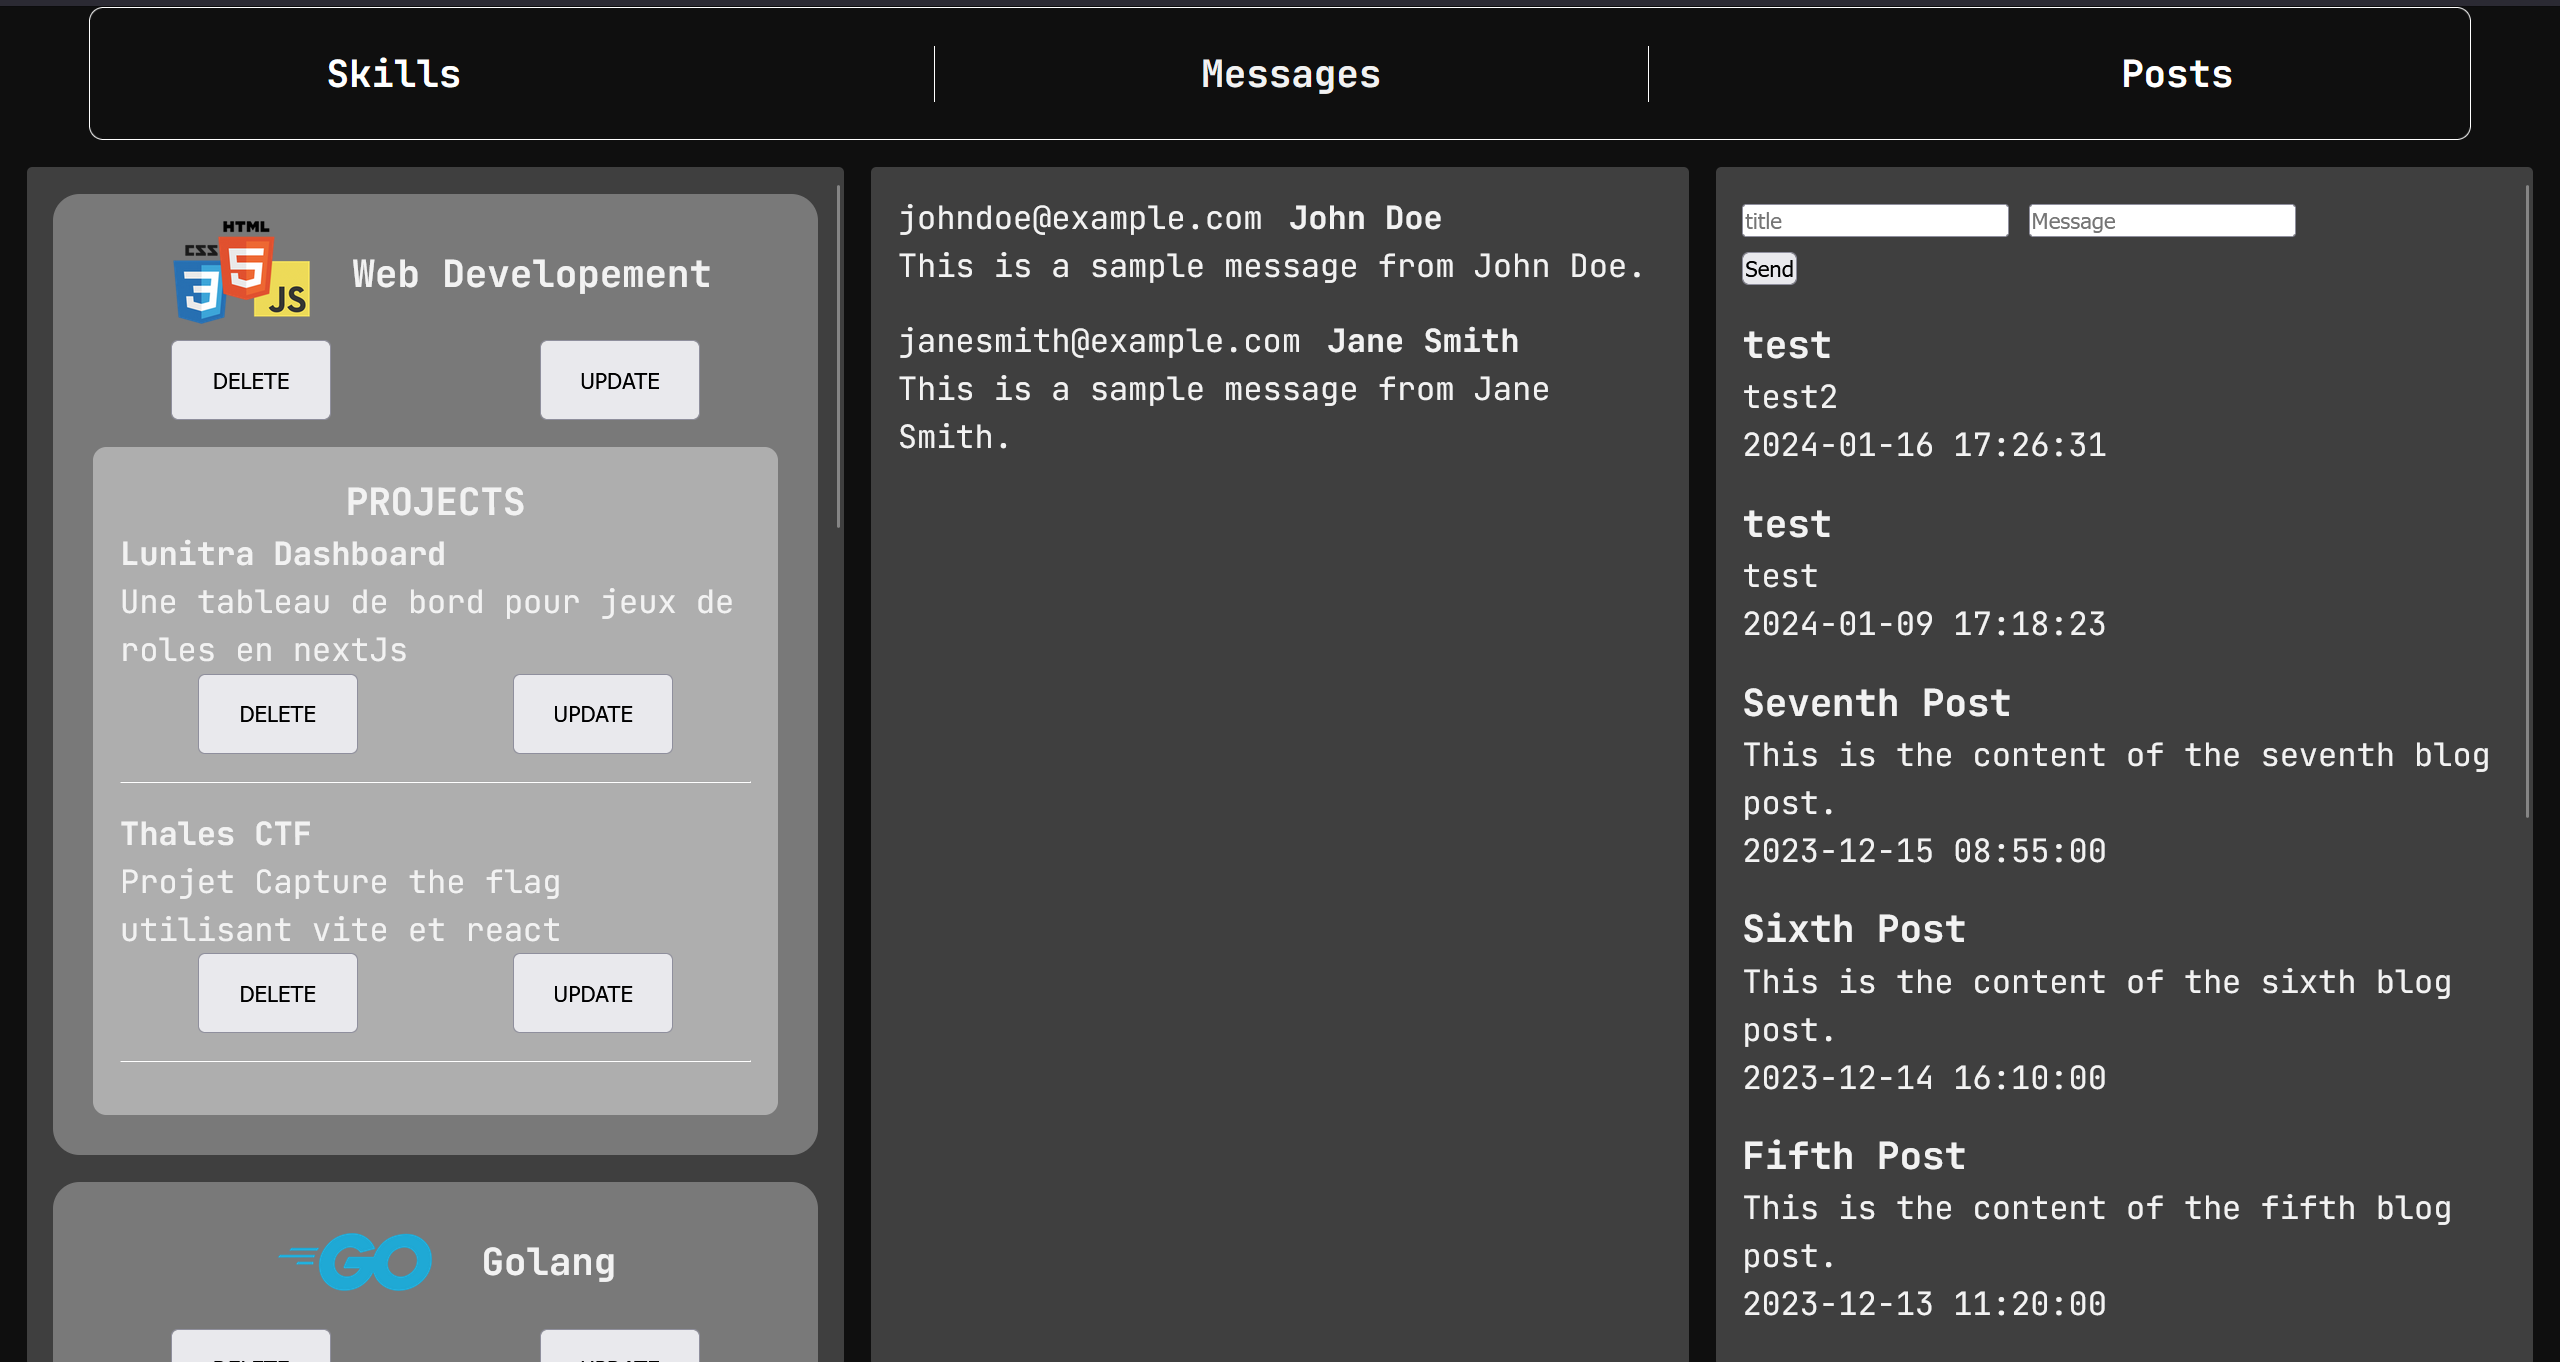 Skills
Messages
Posts
HTML
CSS
5
3
JS
Web Developement
DELETE
UPDATE
PROJECTS
Lunitra Dashboard
Une tableau de bord pour jeux de
roles en nextJs
DELETE
UPDATE
Thales CTF
Projet Capture the flag
utilisant vite et react
DELETE
UPDATE
GO
Golang
DELETE
UPDATE
johndoe@example.com John Doe
This is a sample message from John Doe.
janesmith@example.com Jane Smith
This is a sample message from Jane
Smith.
title
Message
Send
test
test2
2024-01-16 17:26:31
test
test
2024-01-09 17:18:23
Seventh Post
This is the content of the seventh blog
post.
2023-12-15 08:55:00
Sixth Post
This is the content of the sixth blog
post.
2023-12-14 16:10:00
Fifth Post
This is the content of the fifth blog
post.
2023-12-13 11:20:00